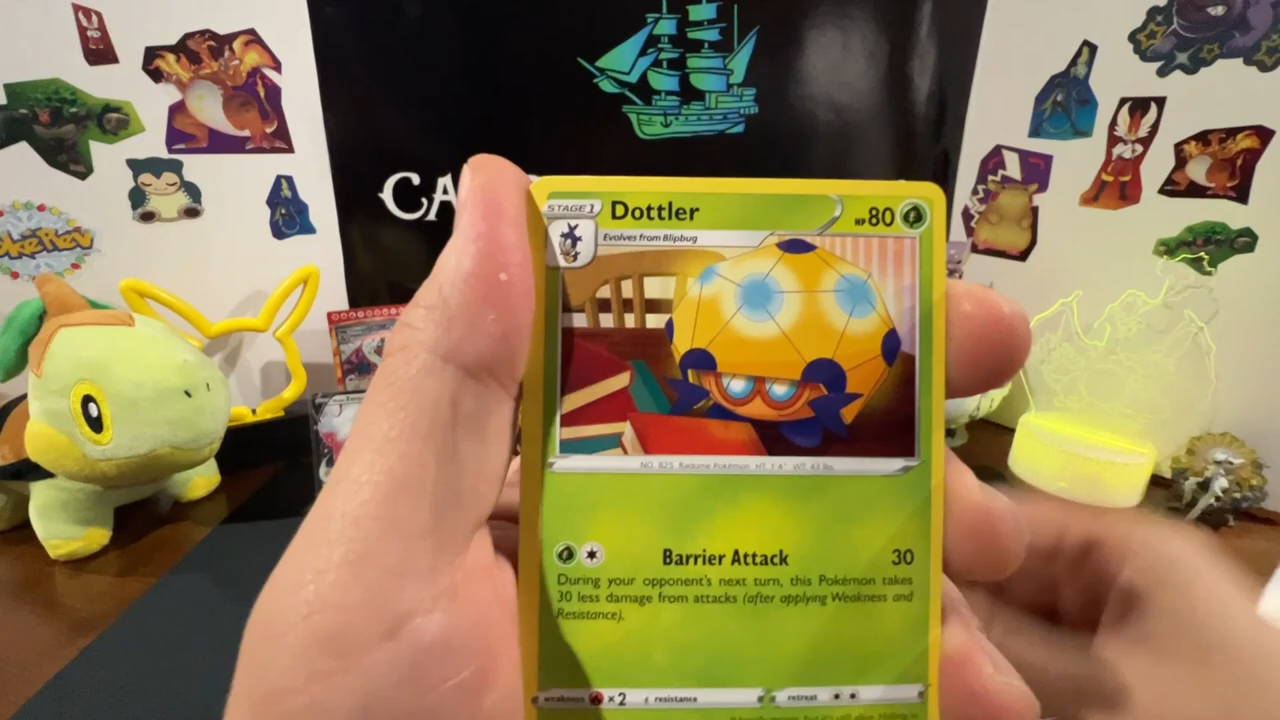 CA
PokeRev
STAGE 1
Dottler
HP 80
Evolves from Blipbug
NO. 825 Radome Pokémon HT. 1'4" WT. 43 lbs.
Barrier Attack 30
During your opponent's next turn, this Pokémon takes
30 less damage from attacks (after applying Weakness and
Resistance).
weakness ×2 resistance retreat